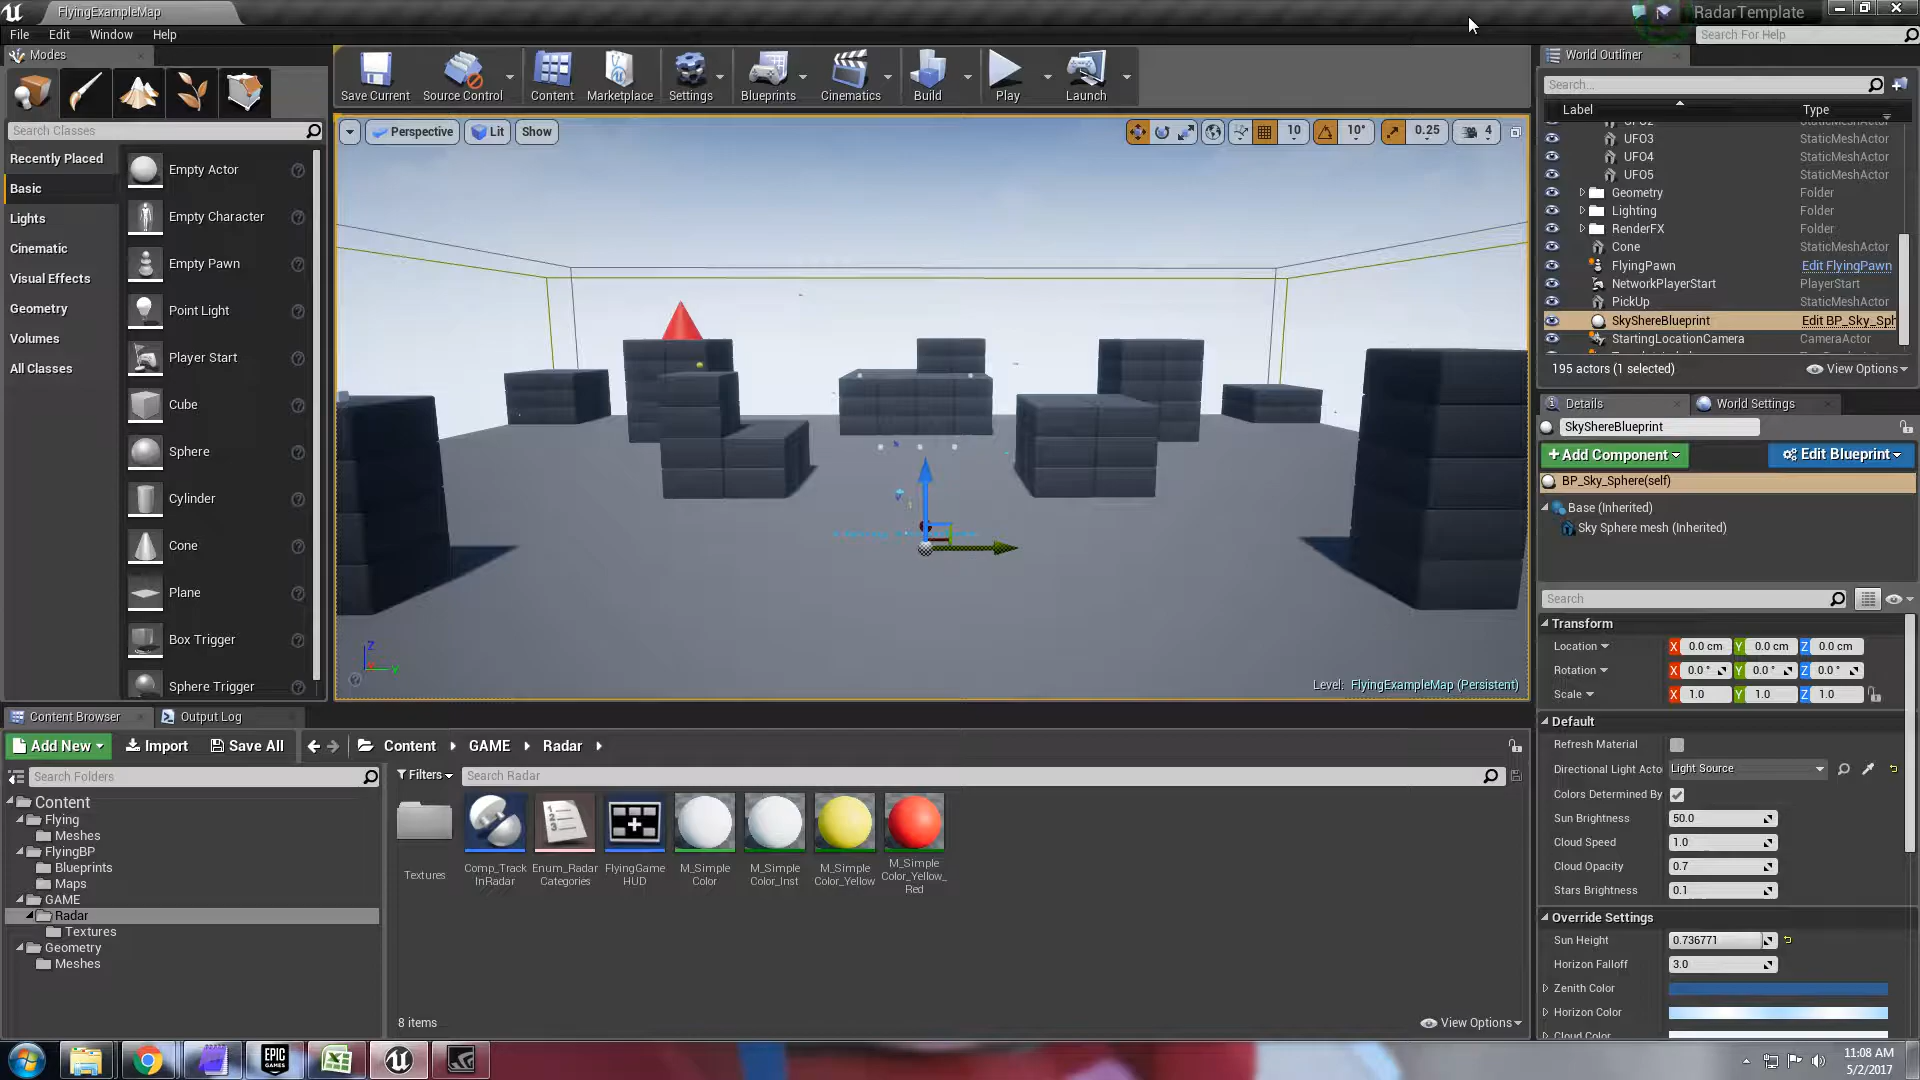 FlyingExampleMap
RadarTemplate
File Edit Window Help
Search For Help
Modes
Search Classes
Recently Placed
Basic
Lights
Cinematic
Visual Effects
Geometry
Volumes
All Classes
Empty Actor
Empty Character
Empty Pawn
Point Light
Player Start
Cube
Sphere
Cylinder
Cone
Plane
Box Trigger
Sphere Trigger
Save Current
Source Control
Content
Marketplace
Settings
Blueprints
Cinematics
Build
Play
Launch
Perspective Lit Show
10 10° 0.25 4
Z
Y
Level: FlyingExampleMap (Persistent)
World Outliner
Search...
Label Type
UFO2 StaticMeshActor
UFO3 StaticMeshActor
UFO4 StaticMeshActor
UFO5 StaticMeshActor
Geometry Folder
Lighting Folder
RenderFX Folder
Cone StaticMeshActor
FlyingPawn Edit FlyingPawn
NetworkPlayerStart PlayerStart
PickUp StaticMeshActor
SkyShereBlueprint Edit BP_Sky_Sph
StartingLocationCamera CameraActor
195 actors (1 selected) View Options
Details World Settings
SkyShereBlueprint
+Add Component Edit Blueprint
BP_Sky_Sphere(self)
Base (Inherited)
Sky Sphere mesh (Inherited)
Search
Transform
Location X 0.0 cm Y 0.0 cm Z 0.0 cm
Rotation X 0.0 ° Y 0.0 ° Z 0.0 °
Scale X 1.0 Y 1.0 Z 1.0
Default
Refresh Material
Directional Light Acto Light Source
Colors Determined By
Sun Brightness 50.0
Cloud Speed 1.0
Cloud Opacity 0.7
Stars Brightness 0.1
Override Settings
Sun Height 0.736771
Horizon Falloff 3.0
Zenith Color
Horizon Color
Cloud Color
Content Browser Output Log
Add New Import Save All Content GAME Radar
Search Folders
Filters Search Radar
Content
Flying
Meshes
FlyingBP
Blueprints
Maps
GAME
Radar
Textures
Geometry
Meshes
Textures
Comp_Track
InRadar
Enum_Radar
Categories
FlyingGame
HUD
M_Simple
Color
M_Simple
Color_Inst
M_Simple
Color_Yellow
M_Simple
Color_Yellow_
Red
8 items View Options
EPIC
GAMES
11:08 AM
5/2/2017